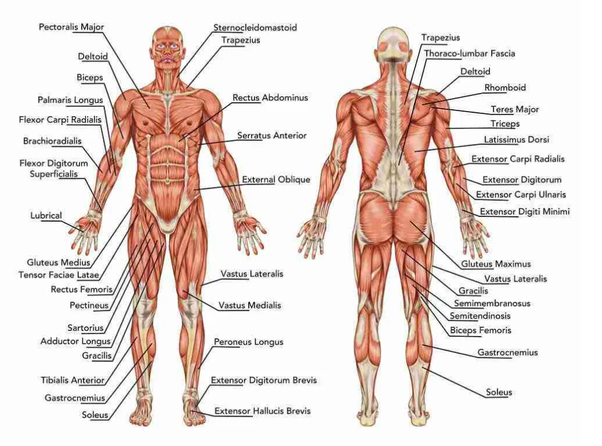 Pectoralis Major
Deltoid
Biceps
Palmaris Longus
Flexor Carpi Radialis
Brachioradialis
Flexor Digitorum
Superficialis
Lubrical
Gluteus Medius
Tensor Faciae Latae
Rectus Femoris
Pectineus
Sartorius
Adductor Longus
Gracilis
Tibialis Anterior
Gastrocnemius
Soleus
Sternocleidomastoid
Trapezius
Rectus Abdominus
Serratus Anterior
External Oblique
Vastus Lateralis
Vastus Medialis
Peroneus Longus
Extensor Digitorum Brevis
Extensor Hallucis Brevis
Trapezius
Thoraco-lumbar Fascia
Deltoid
Rhomboid
Teres Major
Triceps
Latissimus Dorsi
Extensor Carpi Radialis
Extensor Digitorum
Extensor Carpi Ulnaris
Extensor Digiti Minimi
Gluteus Maximus
Vastus Lateralis
Gracilis
Semimembranosus
Semitendinosis
Biceps Femoris
Gastrocnemius
Soleus